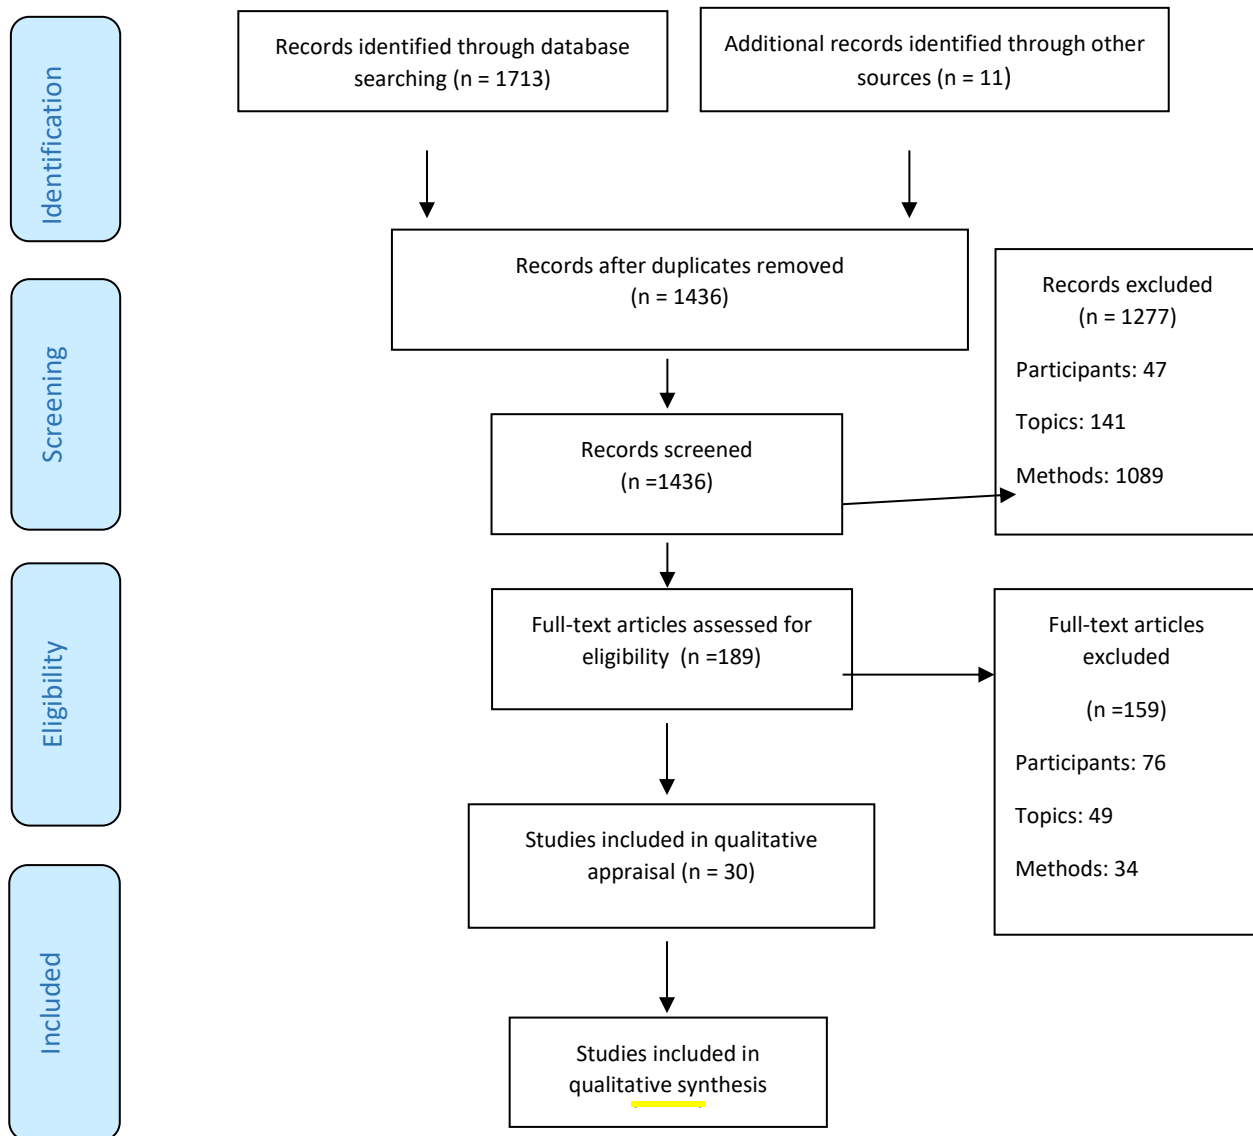 Identification
Records identified through database
searching (n = 1713)
Additional records identified through other
sources (n = 11)
Records after duplicates removed
(n = 1436)
Screening
Records screened
(n =1436)
Records excluded
(n = 1277)
Participants: 47
Topics: 141
Methods: 1089
Eligibility
Full-text articles assessed for
eligibility (n =189)
Full-text articles
excluded
(n =159)
Participants: 76
Topics: 49
Methods: 34
Studies included in qualitative
appraisal (n = 30)
Included
Studies included in
qualitative synthesis